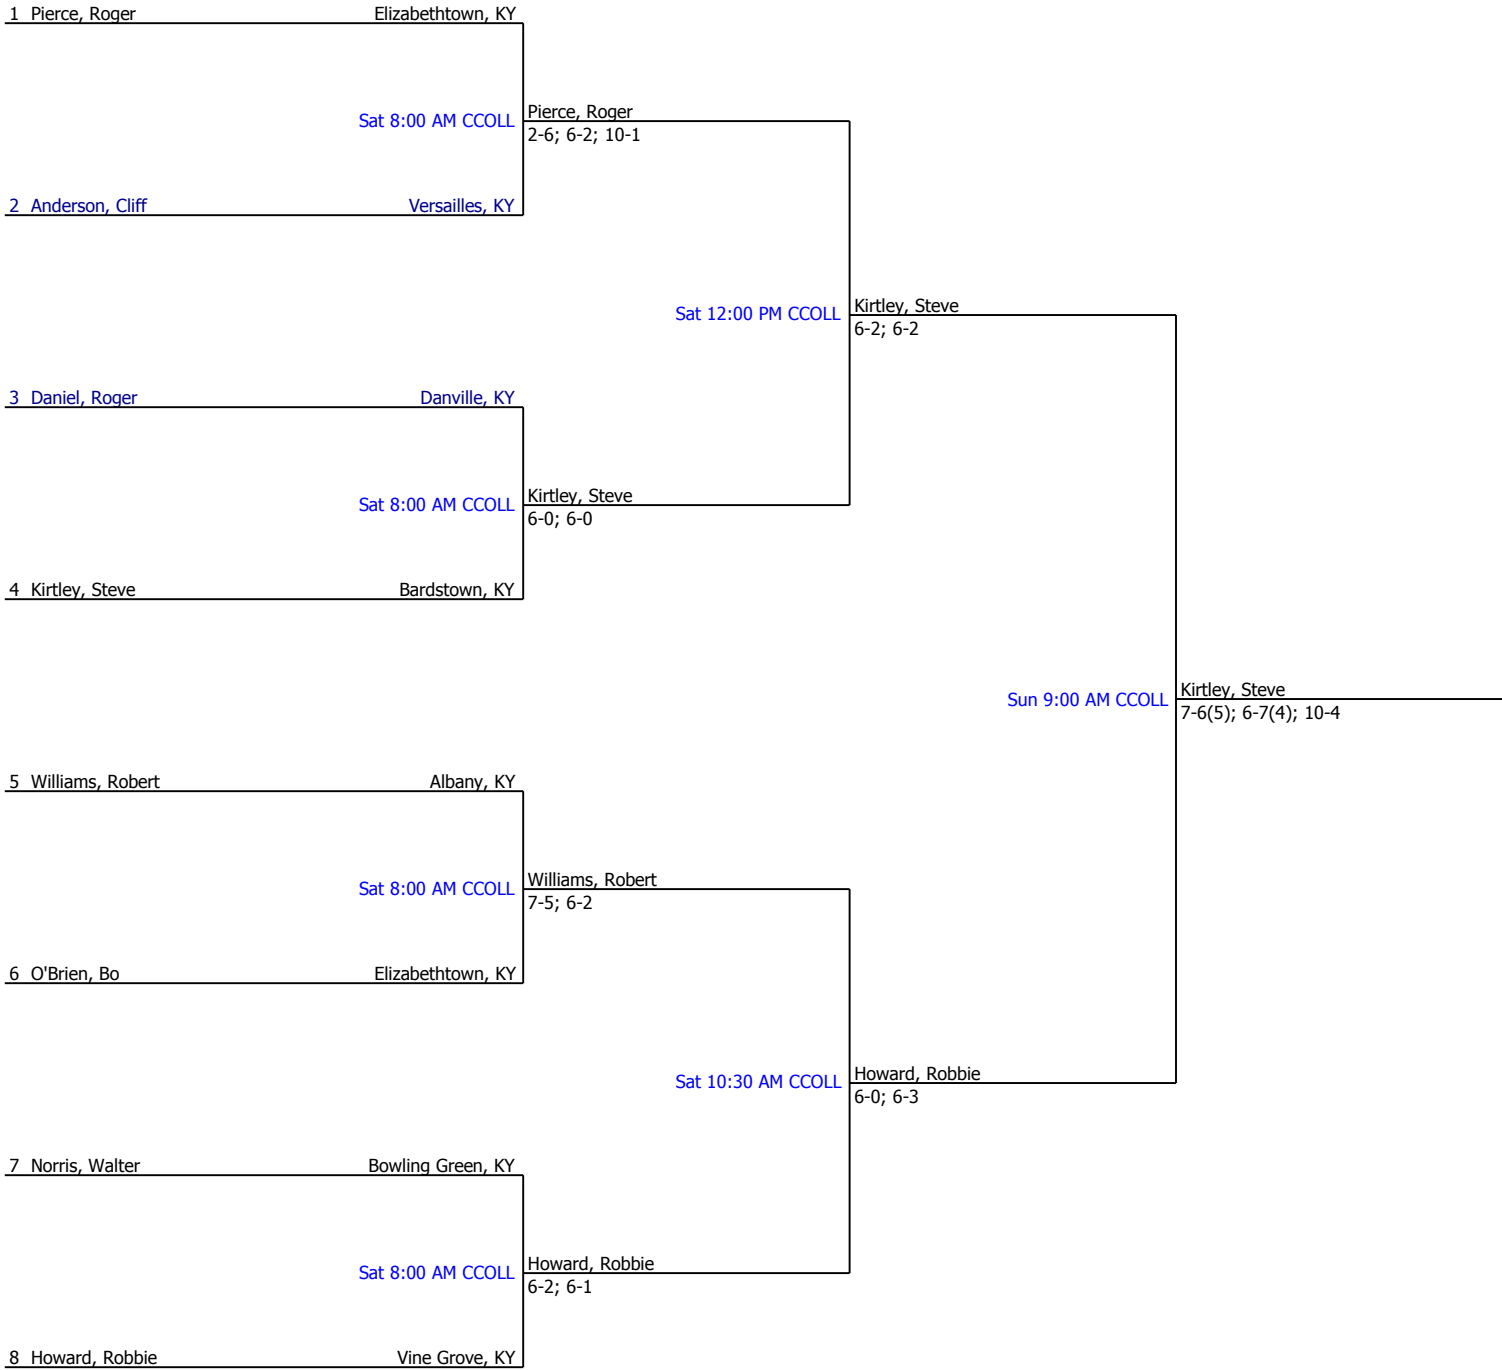 1 Pierce, Roger Elizabethtown, KY
Sat 8:00 AM CCOLL
Pierce, Roger
2-6; 6-2; 10-1
2 Anderson, Cliff Versailles, KY
Sat 12:00 PM CCOLL
Kirtley, Steve
6-2; 6-2
3 Daniel, Roger Danville, KY
Sat 8:00 AM CCOLL
Kirtley, Steve
6-0; 6-0
4 Kirtley, Steve Bardstown, KY
Sun 9:00 AM CCOLL
Kirtley, Steve
7-6(5); 6-7(4); 10-4
5 Williams, Robert Albany, KY
Sat 8:00 AM CCOLL
Williams, Robert
7-5; 6-2
6 O'Brien, Bo Elizabethtown, KY
Sat 10:30 AM CCOLL
Howard, Robbie
6-0; 6-3
7 Norris, Walter Bowling Green, KY
Sat 8:00 AM CCOLL
Howard, Robbie
6-2; 6-1
8 Howard, Robbie Vine Grove, KY